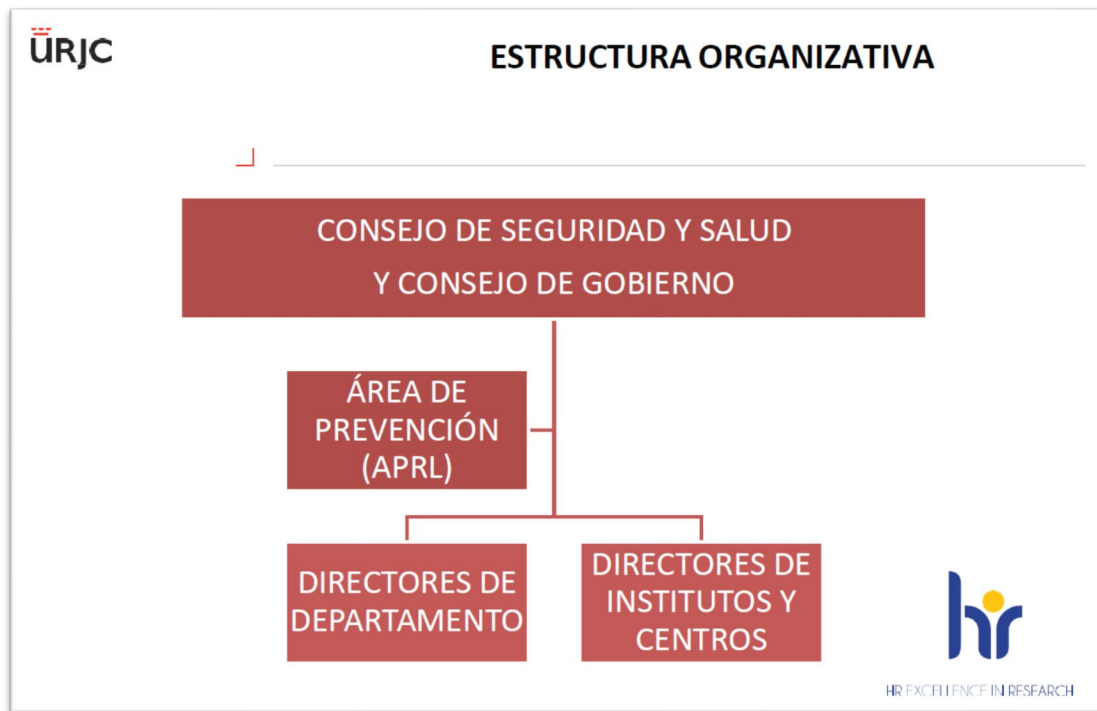 URJC
ESTRUCTURA ORGANIZATIVA
CONSEJO DE SEGURIDAD Y SALUD
Y CONSEJO DE GOBIERNO
ÁREA DE
PREVENCIÓN
(APRL)
DIRECTORES DE
DEPARTAMENTO
DIRECTORES DE
INSTITUTOS Y
CENTROS
hr
HR EXCELLENCE IN RESEARCH